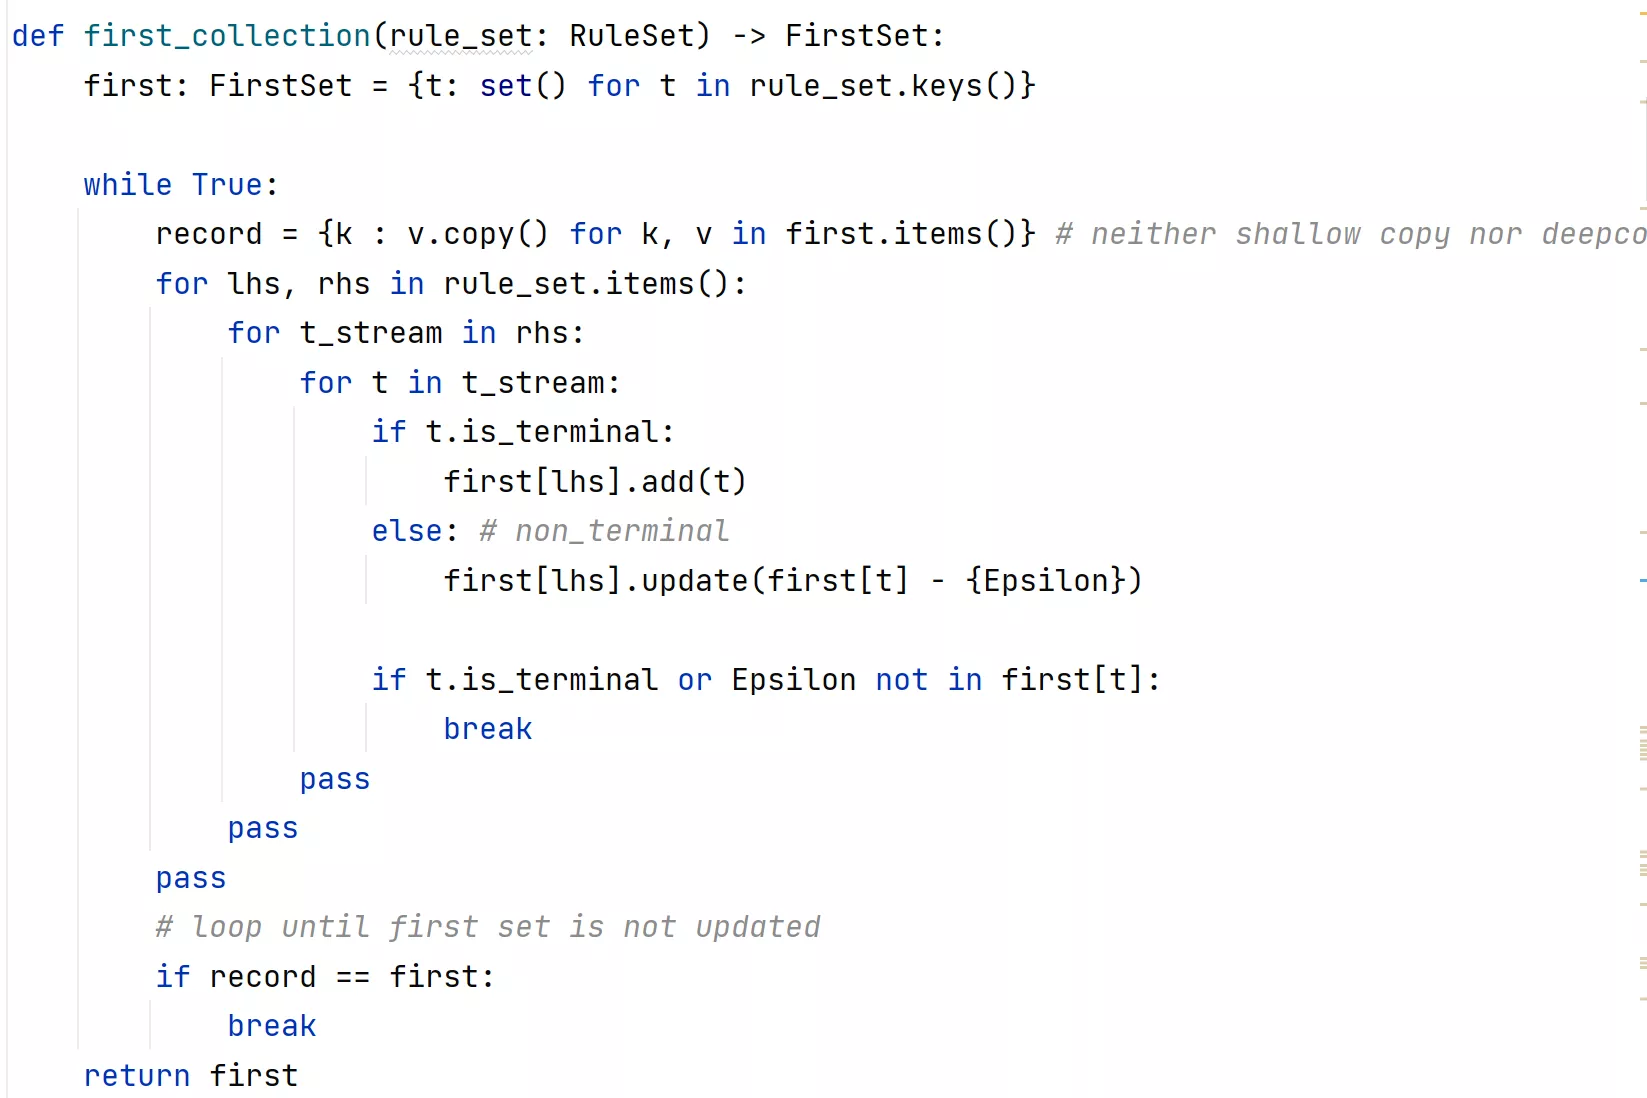 def first_collection(rule_set: RuleSet) -> FirstSet:
    first: FirstSet = {t: set() for t in rule_set.keys()}

    while True:
        record = {k : v.copy() for k, v in first.items()} # neither shallow copy nor deepco
        for lhs, rhs in rule_set.items():
            for t_stream in rhs:
                for t in t_stream:
                    if t.is_terminal:
                        first[lhs].add(t)
                    else: # non_terminal
                        first[lhs].update(first[t] - {Epsilon})

                    if t.is_terminal or Epsilon not in first[t]:
                        break
                pass
            pass
        pass
        # loop until first set is not updated
        if record == first:
            break
    return first